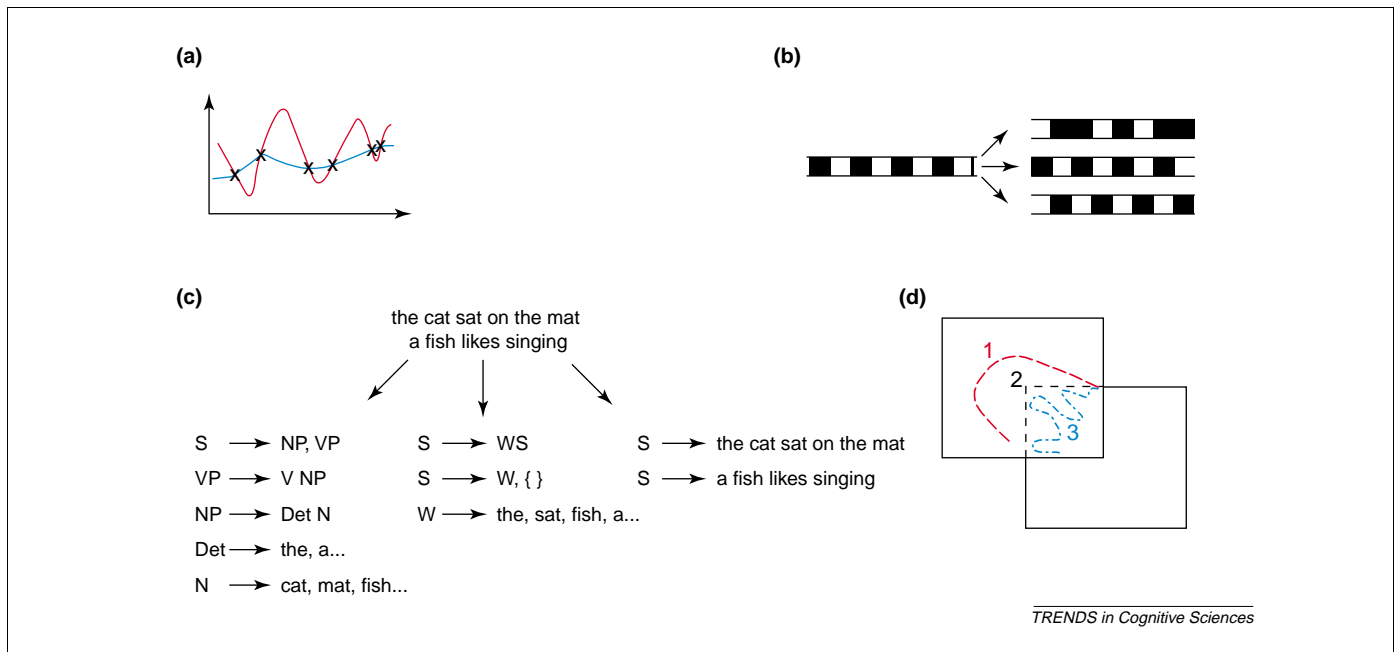 (a)
(b)
(c)
the cat sat on the mat
a fish likes singing
S → NP, VP
VP → V NP
NP → Det N
Det → the, a...
N → cat, mat, fish...
S → WS
S → W, { }
W → the, sat, fish, a...
S → the cat sat on the mat
S → a fish likes singing
(d)
1
2
3
TRENDS in Cognitive Sciences